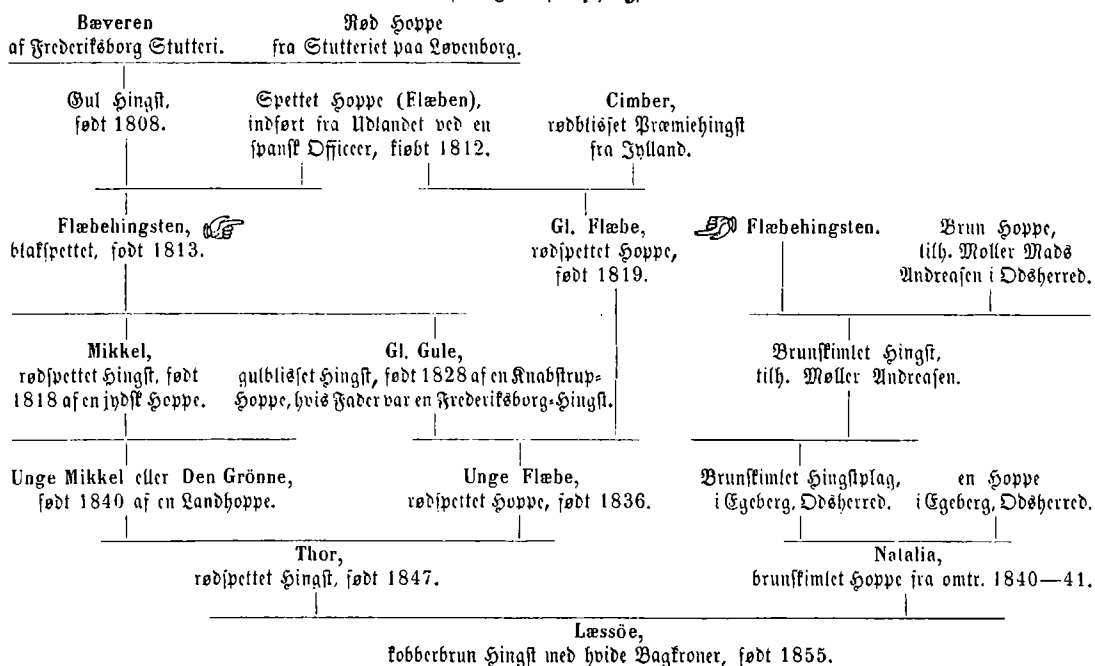 Bæveren
af Frederiksborg Stutteri.
Rød Hoppe
fra Stutteriet paa Løvenborg.
Gul Hingst,
født 1808.
Spettet Hoppe (Flæben),
indført fra Udlandet ved en
spansk Officeer, kiøbt 1812.
Cimber,
rødblisset Præmiehingst
fra Jylland.
Flæbehingsten,
blakspettet, født 1813.
Gl. Flæbe,
rødspettet Hoppe,
født 1819.
Flæbehingsten.
Brun Hoppe,
tilh. Møller Mads
Andreasen i Odsherred.
Mikkel,
rødspettet Hingst, født
1818 af en jydsk Hoppe.
Gl. Gule,
gulblisset Hingst, født 1828 af en Knabstrup-
Hoppe, hvis Fader var en Frederiksborg-Hingst.
Brunskimlet Hingst,
tilh. Møller Andreasen.
Unge Mikkel eller Den Grönne,
født 1840 af en Landhoppe.
Unge Flæbe,
rødspettet Hoppe, født 1836.
Brunskimlet Hingstplag,
i Egeberg, Odsherred.
en Hoppe
i Egeberg, Odsherred.
Thor,
rødspettet Hingst, født 1847.
Natalia,
brunskimlet Hoppe fra omtr. 1840—41.
Læssöe,
kobberbrun Hingst med hvide Bagkroner, født 1855.